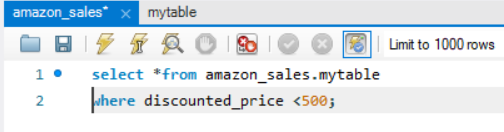 amazon_sales* × mytable
Limit to 1000 rows
1 select *from amazon_sales.mytable
2 where discounted_price <500;